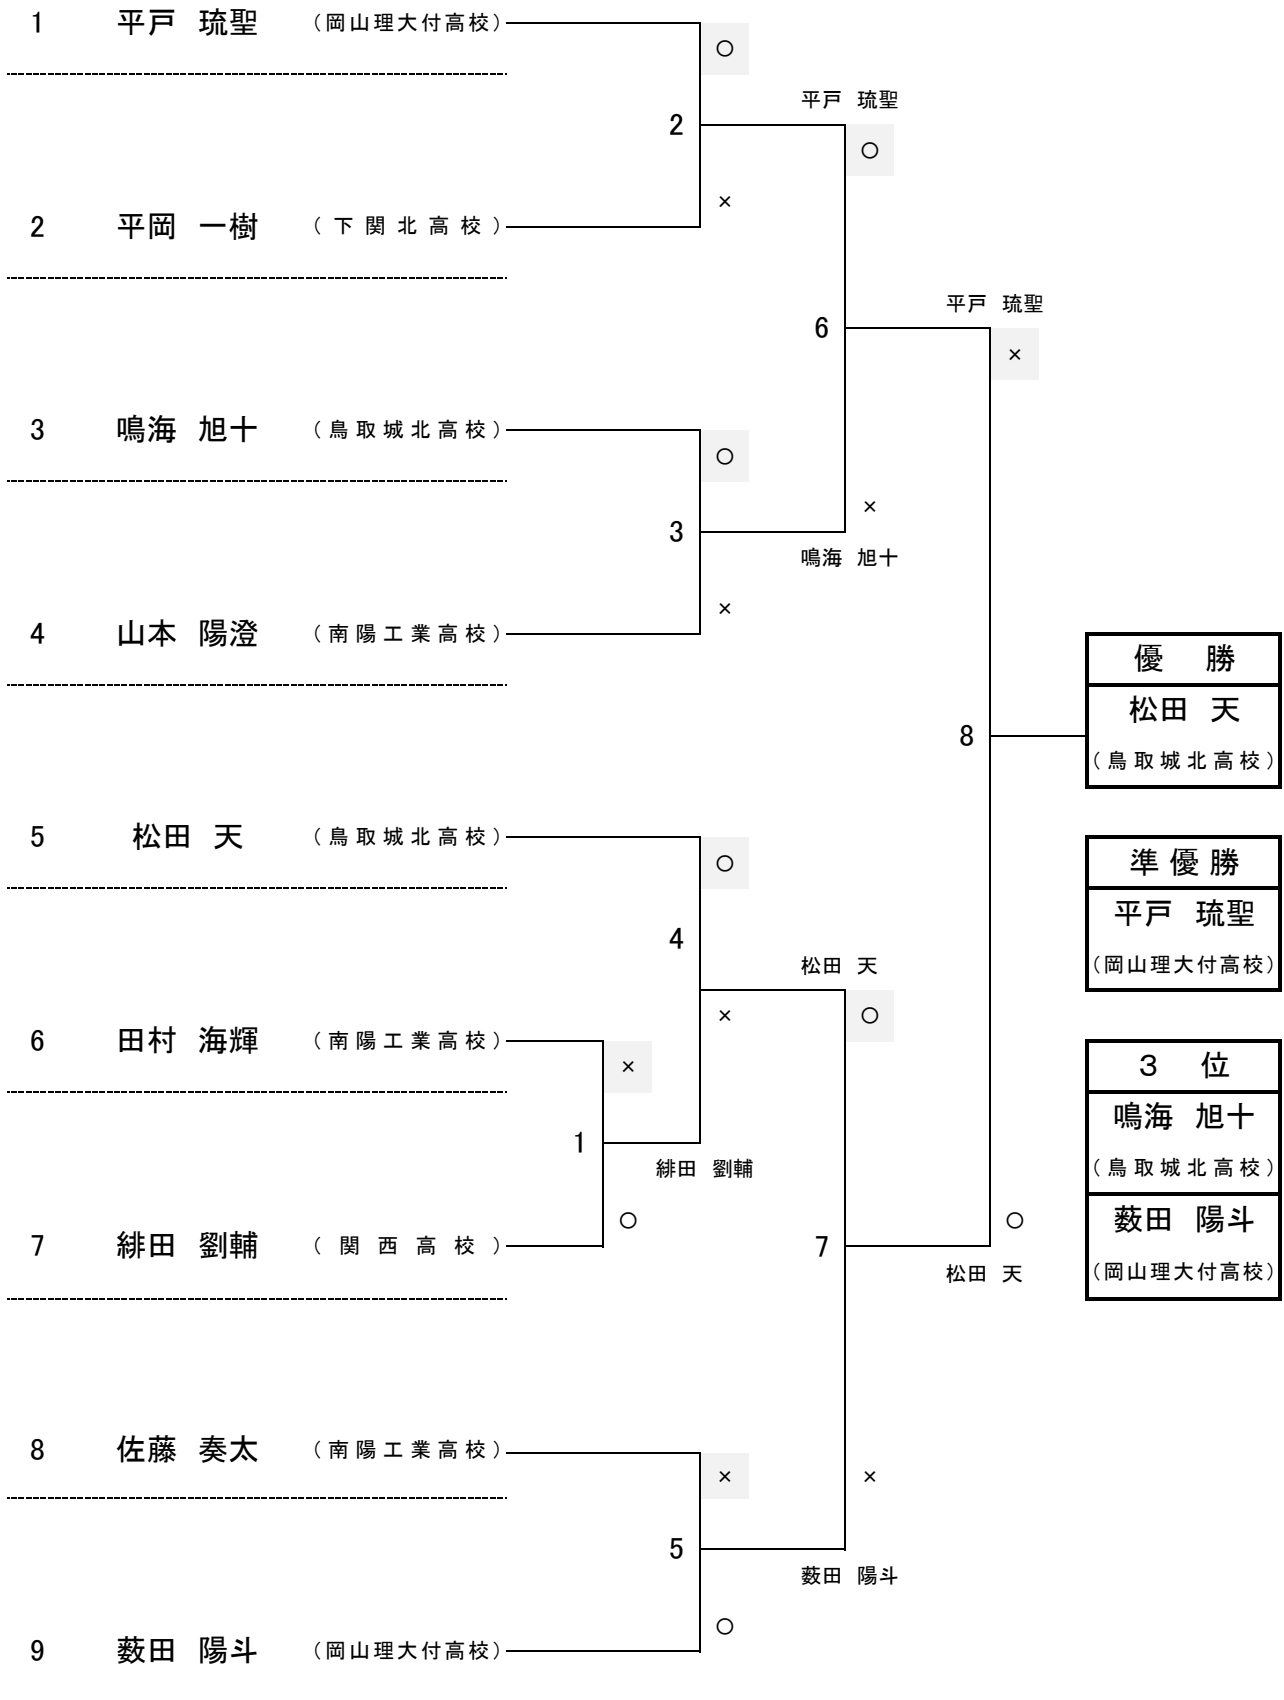 1 平戸 琉聖 (岡山理大付高校)
○
平戸 琉聖
2
○
×
2 平岡 一樹 (下関北高校)
平戸 琉聖
6
×
3 鳴海 旭十 (鳥取城北高校)
○
×
3
鳴海 旭十
×
4 山本 陽澄 (南陽工業高校)
優 勝
松田 天
8
(鳥取城北高校)
5 松田 天 (鳥取城北高校)
準優勝
○
平戸 琉聖
4
松田 天
(岡山理大付高校)
×
○
6 田村 海輝 (南陽工業高校)
3 位
×
鳴海 旭十
1
緋田 劉輔
(鳥取城北高校)
○
○
薮田 陽斗
7 緋田 劉輔 (関西高校)
7
松田 天
(岡山理大付高校)
8 佐藤 奏太 (南陽工業高校)
×
×
5
薮田 陽斗
○
9 薮田 陽斗 (岡山理大付高校)